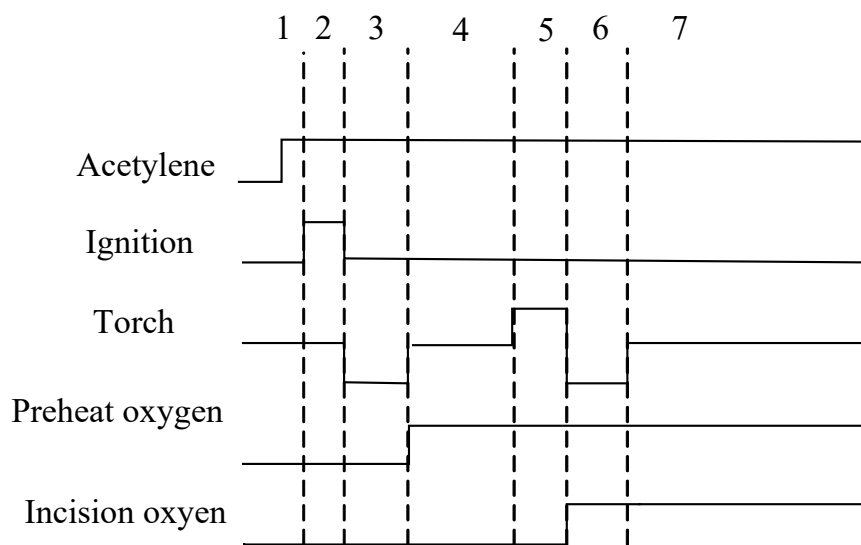 1 2 3 4 5 6 7
Acetylene
Ignition
Torch
Preheat oxygen
Incision oxyen